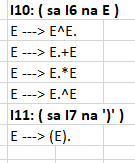 I10: ( sa I6 na E )
E ---> E^E.
E ---> E.+E
E ---> E.*E
E ---> E.^E
I11: ( sa I7 na ')' )
E ---> (E).